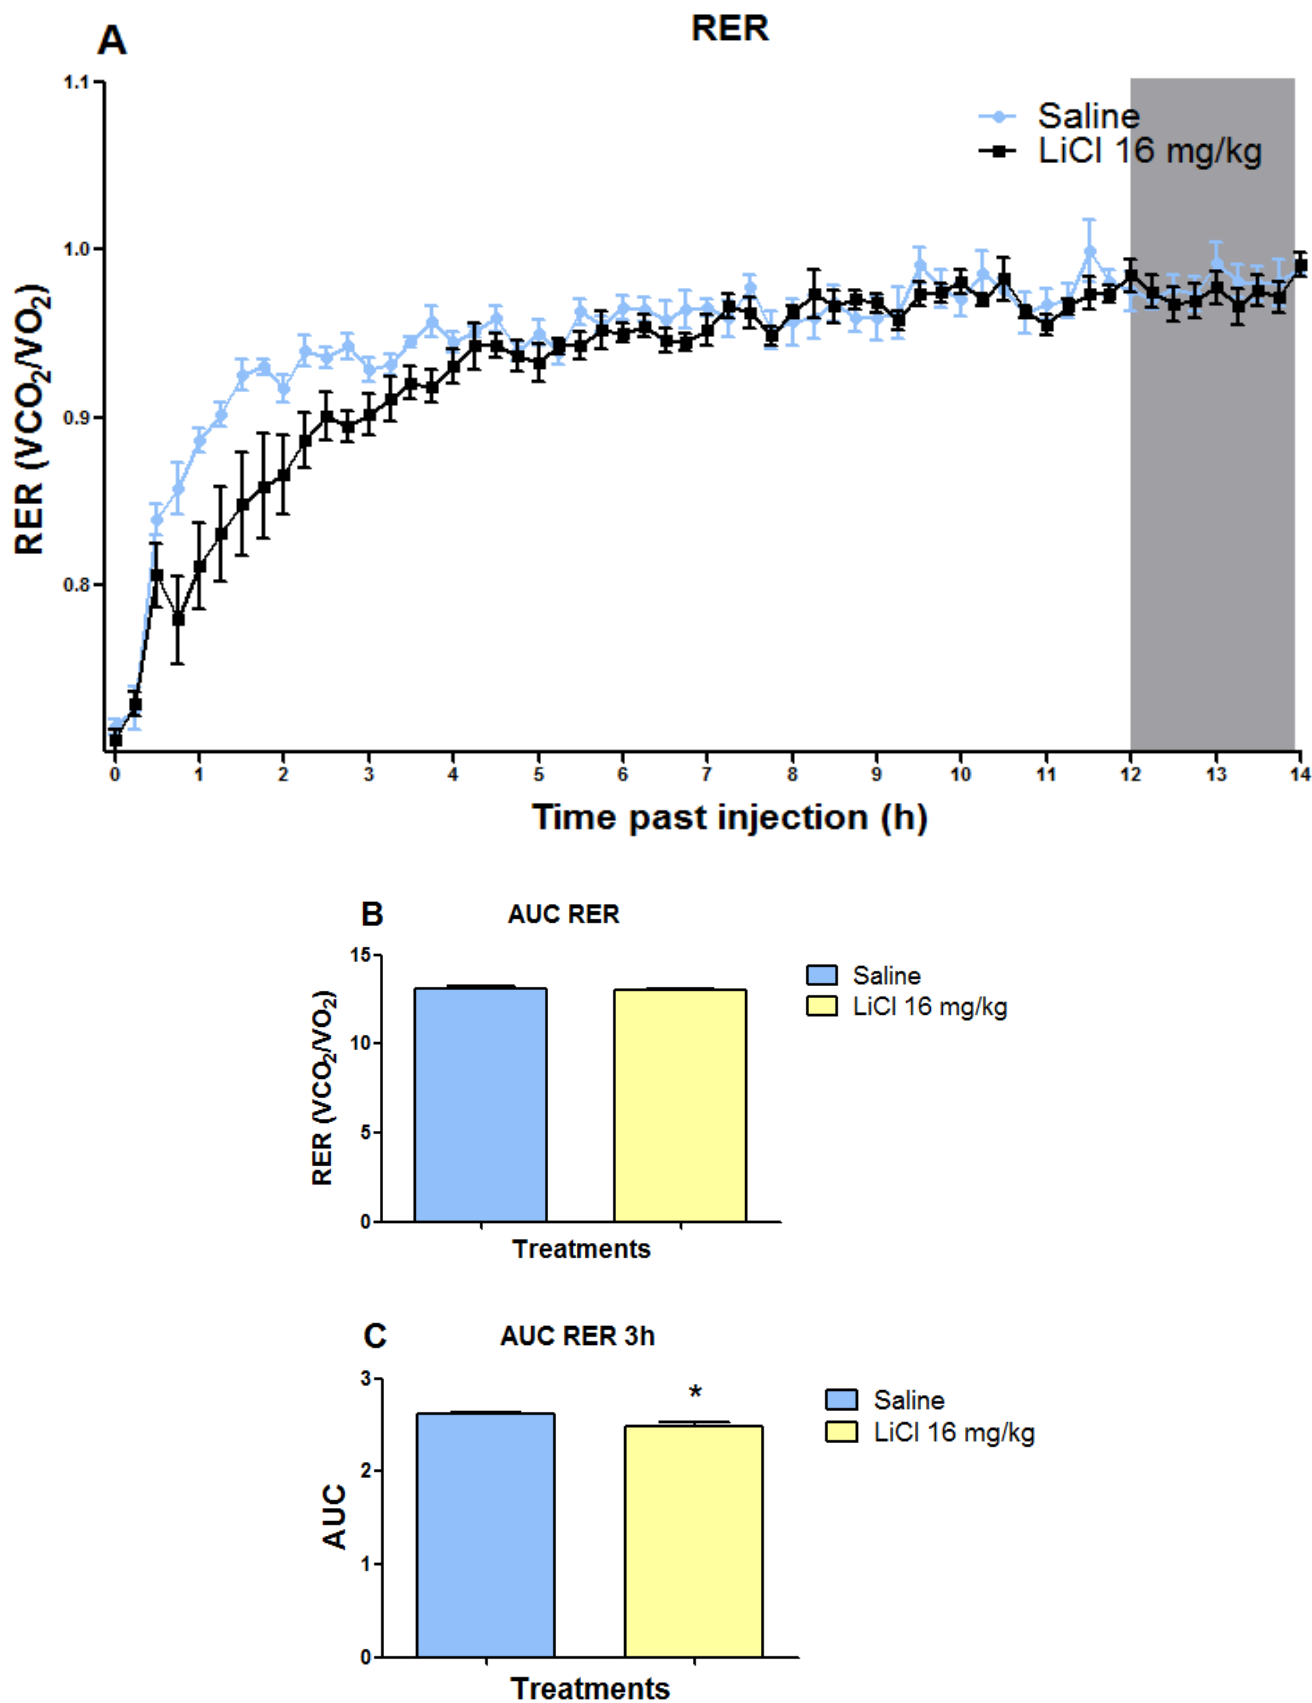 A
RER
1.1
1.0
0.9
0.8
RER (VCO₂/VO₂)
Saline
LiCl 16 mg/kg
0 1 2 3 4 5 6 7 8 9 10 11 12 13 14
Time past injection (h)
B
AUC RER
15
10
5
0
RER (VCO₂/VO₂)
Saline
LiCl 16 mg/kg
Treatments
C
AUC RER 3h
3
2
1
0
AUC
*
Saline
LiCl 16 mg/kg
Treatments